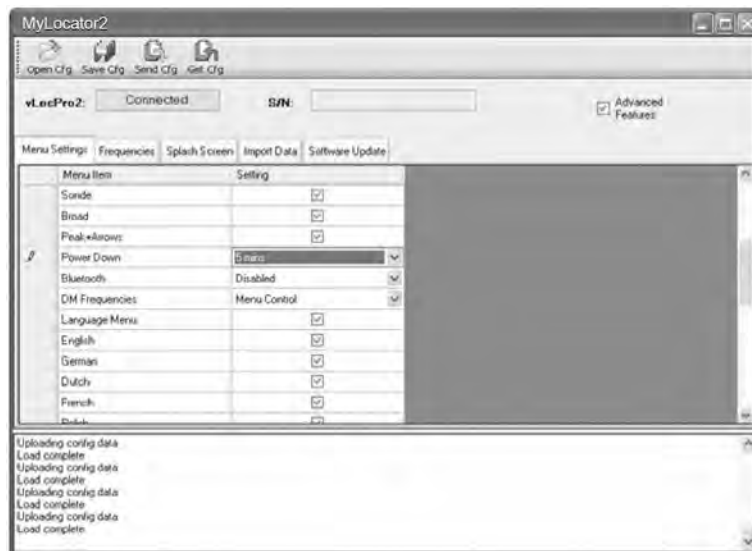 MyLocator2
Open Cfg Save Cfg Send Cfg Get Cfg
vLocPro2: Connected S/N: Advanced Features
Menu Settings Frequencies Splash Screen Import Data Software Update
Menu Item Setting
Sonde
Broad
Peak+Arrows
Power Down 5 mins
Bluetooth Disabled
DM Frequencies Menu Control
Language Menu
English
German
Dutch
French
Polish
Uploading config data
Load complete
Uploading config data
Load complete
Uploading config data
Load complete
Uploading config data
Load complete